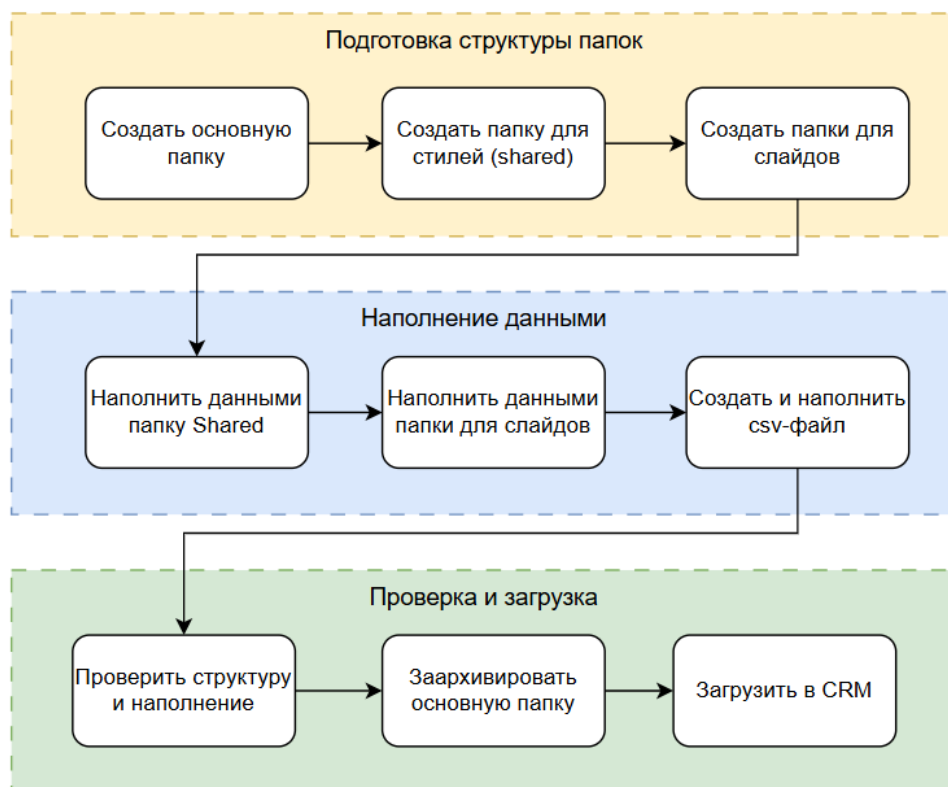 Подготовка структуры папок
Создать основную
папку
Создать папку для
стилей (shared)
Создать папки для
слайдов
Наполнение данными
Наполнить данными
папку Shared
Наполнить данными
папки для слайдов
Создать и наполнить
csv-файл
Проверка и загрузка
Проверить структуру
и наполнение
Заархивировать
основную папку
Загрузить в CRM